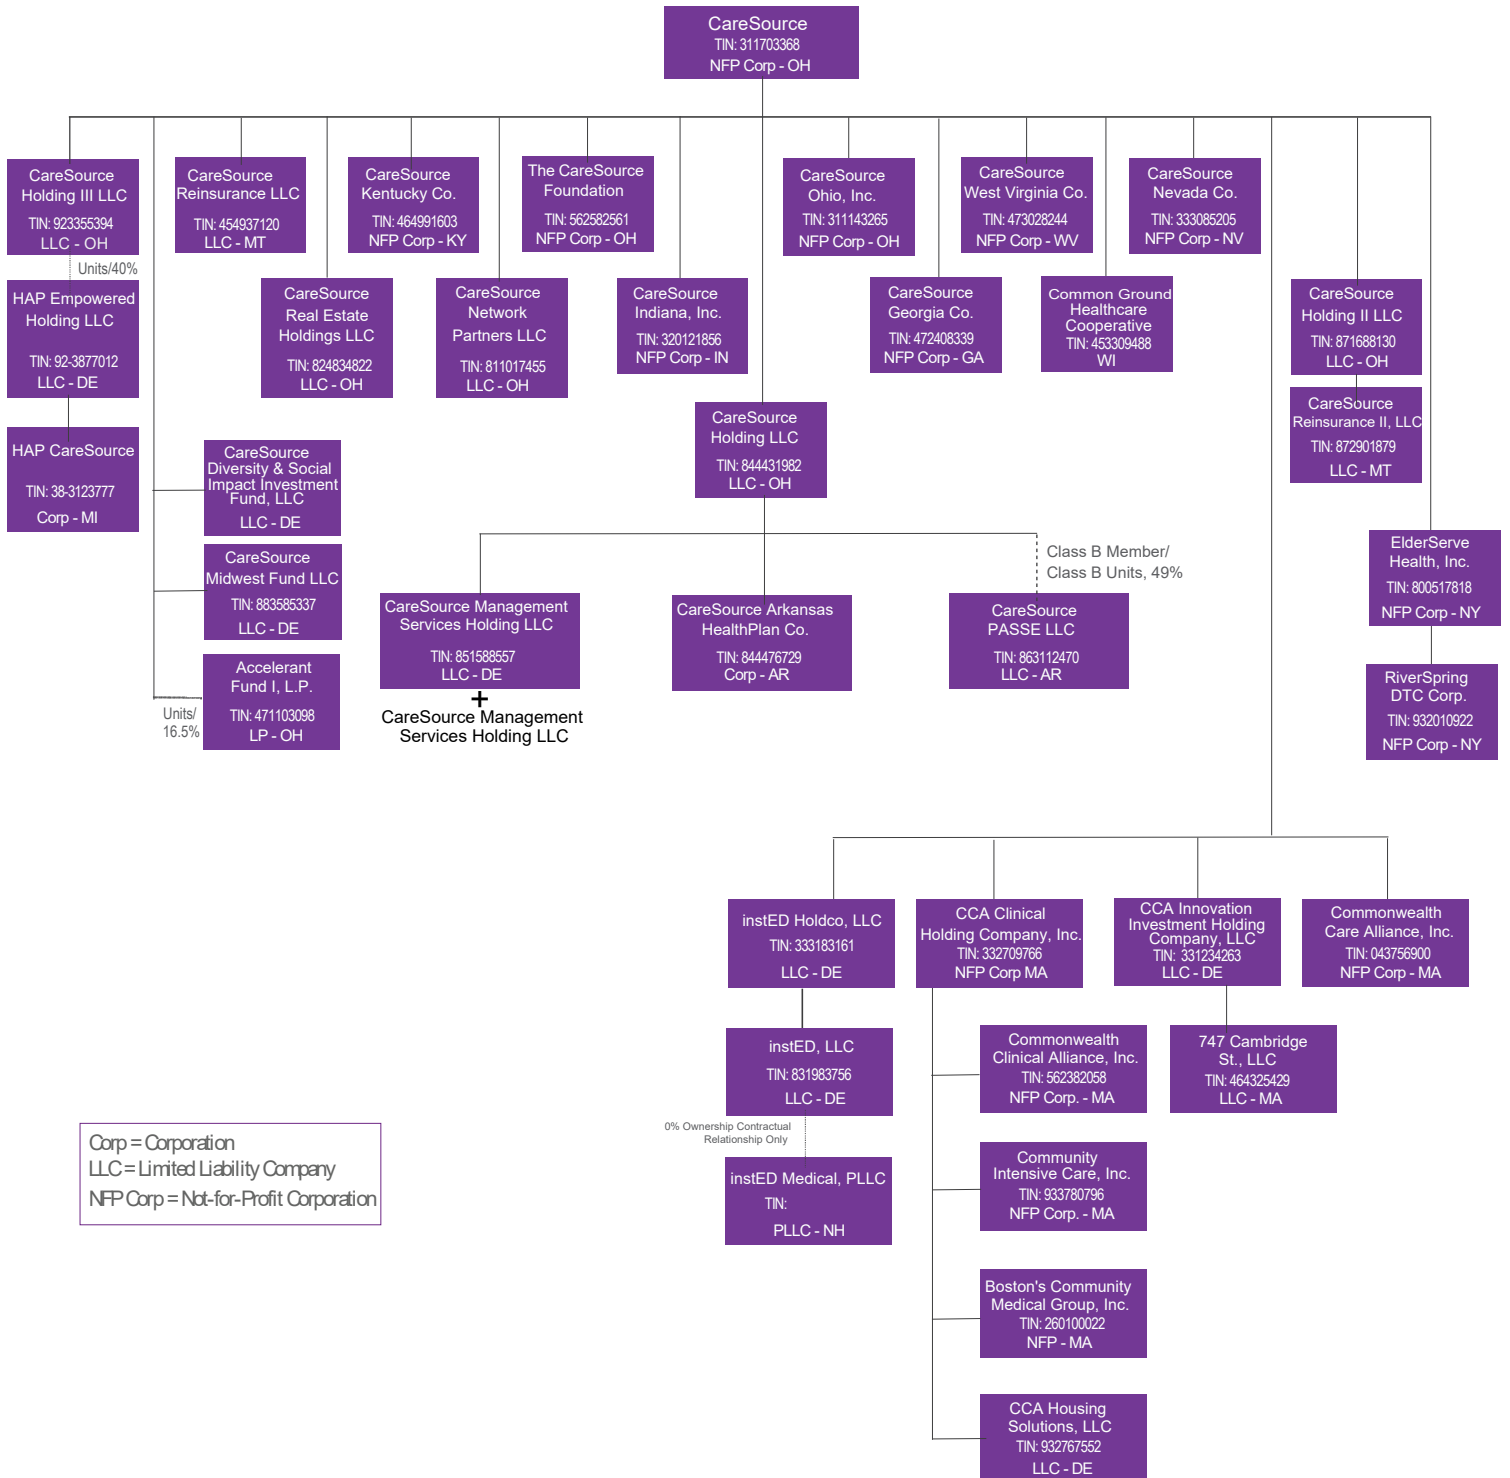 CareSource
TIN: 311703368
NFP Corp - OH
CareSource
Holding III LLC
TIN: 923355394
LLC - OH
CareSource
Reinsurance LLC
TIN: 454937120
LLC - MT
CareSource
Kentucky Co.
TIN: 464991603
NFP Corp - KY
The CareSource
Foundation
TIN: 562582561
NFP Corp - OH
CareSource
Ohio, Inc.
TIN: 311143265
NFP Corp - OH
CareSource
West Virginia Co.
TIN: 473028244
NFP Corp - WV
CareSource
Nevada Co.
TIN: 333085205
NFP Corp - NV
Units/40%
HAP Empowered
Holding LLC
TIN: 92-3877012
LLC - DE
CareSource
Real Estate
Holdings LLC
TIN: 824834822
LLC - OH
CareSource
Network
Partners LLC
TIN: 811017455
LLC - OH
CareSource
Indiana, Inc.
TIN: 320121856
NFP Corp - IN
CareSource
Georgia Co.
TIN: 472408339
NFP Corp - GA
Common Ground
Healthcare
Cooperative
TIN: 453309488
WI
CareSource
Holding II LLC
TIN: 871688130
LLC - OH
HAP CareSource
TIN: 38-3123777
Corp - MI
CareSource
Diversity & Social
Impact Investment
Fund, LLC
LLC - DE
CareSource
Holding LLC
TIN: 844431982
LLC - OH
CareSource
Reinsurance II, LLC
TIN: 872901879
LLC - MT
CareSource
Midwest Fund LLC
TIN: 883585337
LLC - DE
Class B Member/
Class B Units, 49%
ElderServe
Health, Inc.
TIN: 800517818
NFP Corp - NY
CareSource Management
Services Holding LLC
TIN: 851588557
LLC - DE
+
CareSource Management
Services Holding LLC
CareSource Arkansas
HealthPlan Co.
TIN: 844476729
Corp - AR
CareSource
PASSE LLC
TIN: 863112470
LLC - AR
Accelerant
Fund I, L.P.
TIN: 471103098
LP - OH
Units/
16.5%
RiverSpring
DTC Corp.
TIN: 932010922
NFP Corp - NY
instED Holdco, LLC
TIN: 333183161
LLC - DE
CCA Clinical
Holding Company, Inc.
TIN: 332709766
NFP Corp MA
CCA Innovation
Investment Holding
Company, LLC
TIN: 331234263
LLC - DE
Commonwealth
Care Alliance, Inc.
TIN: 043756900
NFP Corp - MA
instED, LLC
TIN: 831983756
LLC - DE
Commonwealth
Clinical Alliance, Inc.
TIN: 562382058
NFP Corp. - MA
747 Cambridge
St., LLC
TIN: 464325429
LLC - MA
0% Ownership Contractual
Relationship Only
instED Medical, PLLC
TIN:
PLLC - NH
Community
Intensive Care, Inc.
TIN: 933780796
NFP Corp. - MA
Corp = Corporation
LLC = Limited Liability Company
NFP Corp = Not-for-Profit Corporation
Boston's Community
Medical Group, Inc.
TIN: 260100022
NFP - MA
CCA Housing
Solutions, LLC
TIN: 932767552
LLC - DE